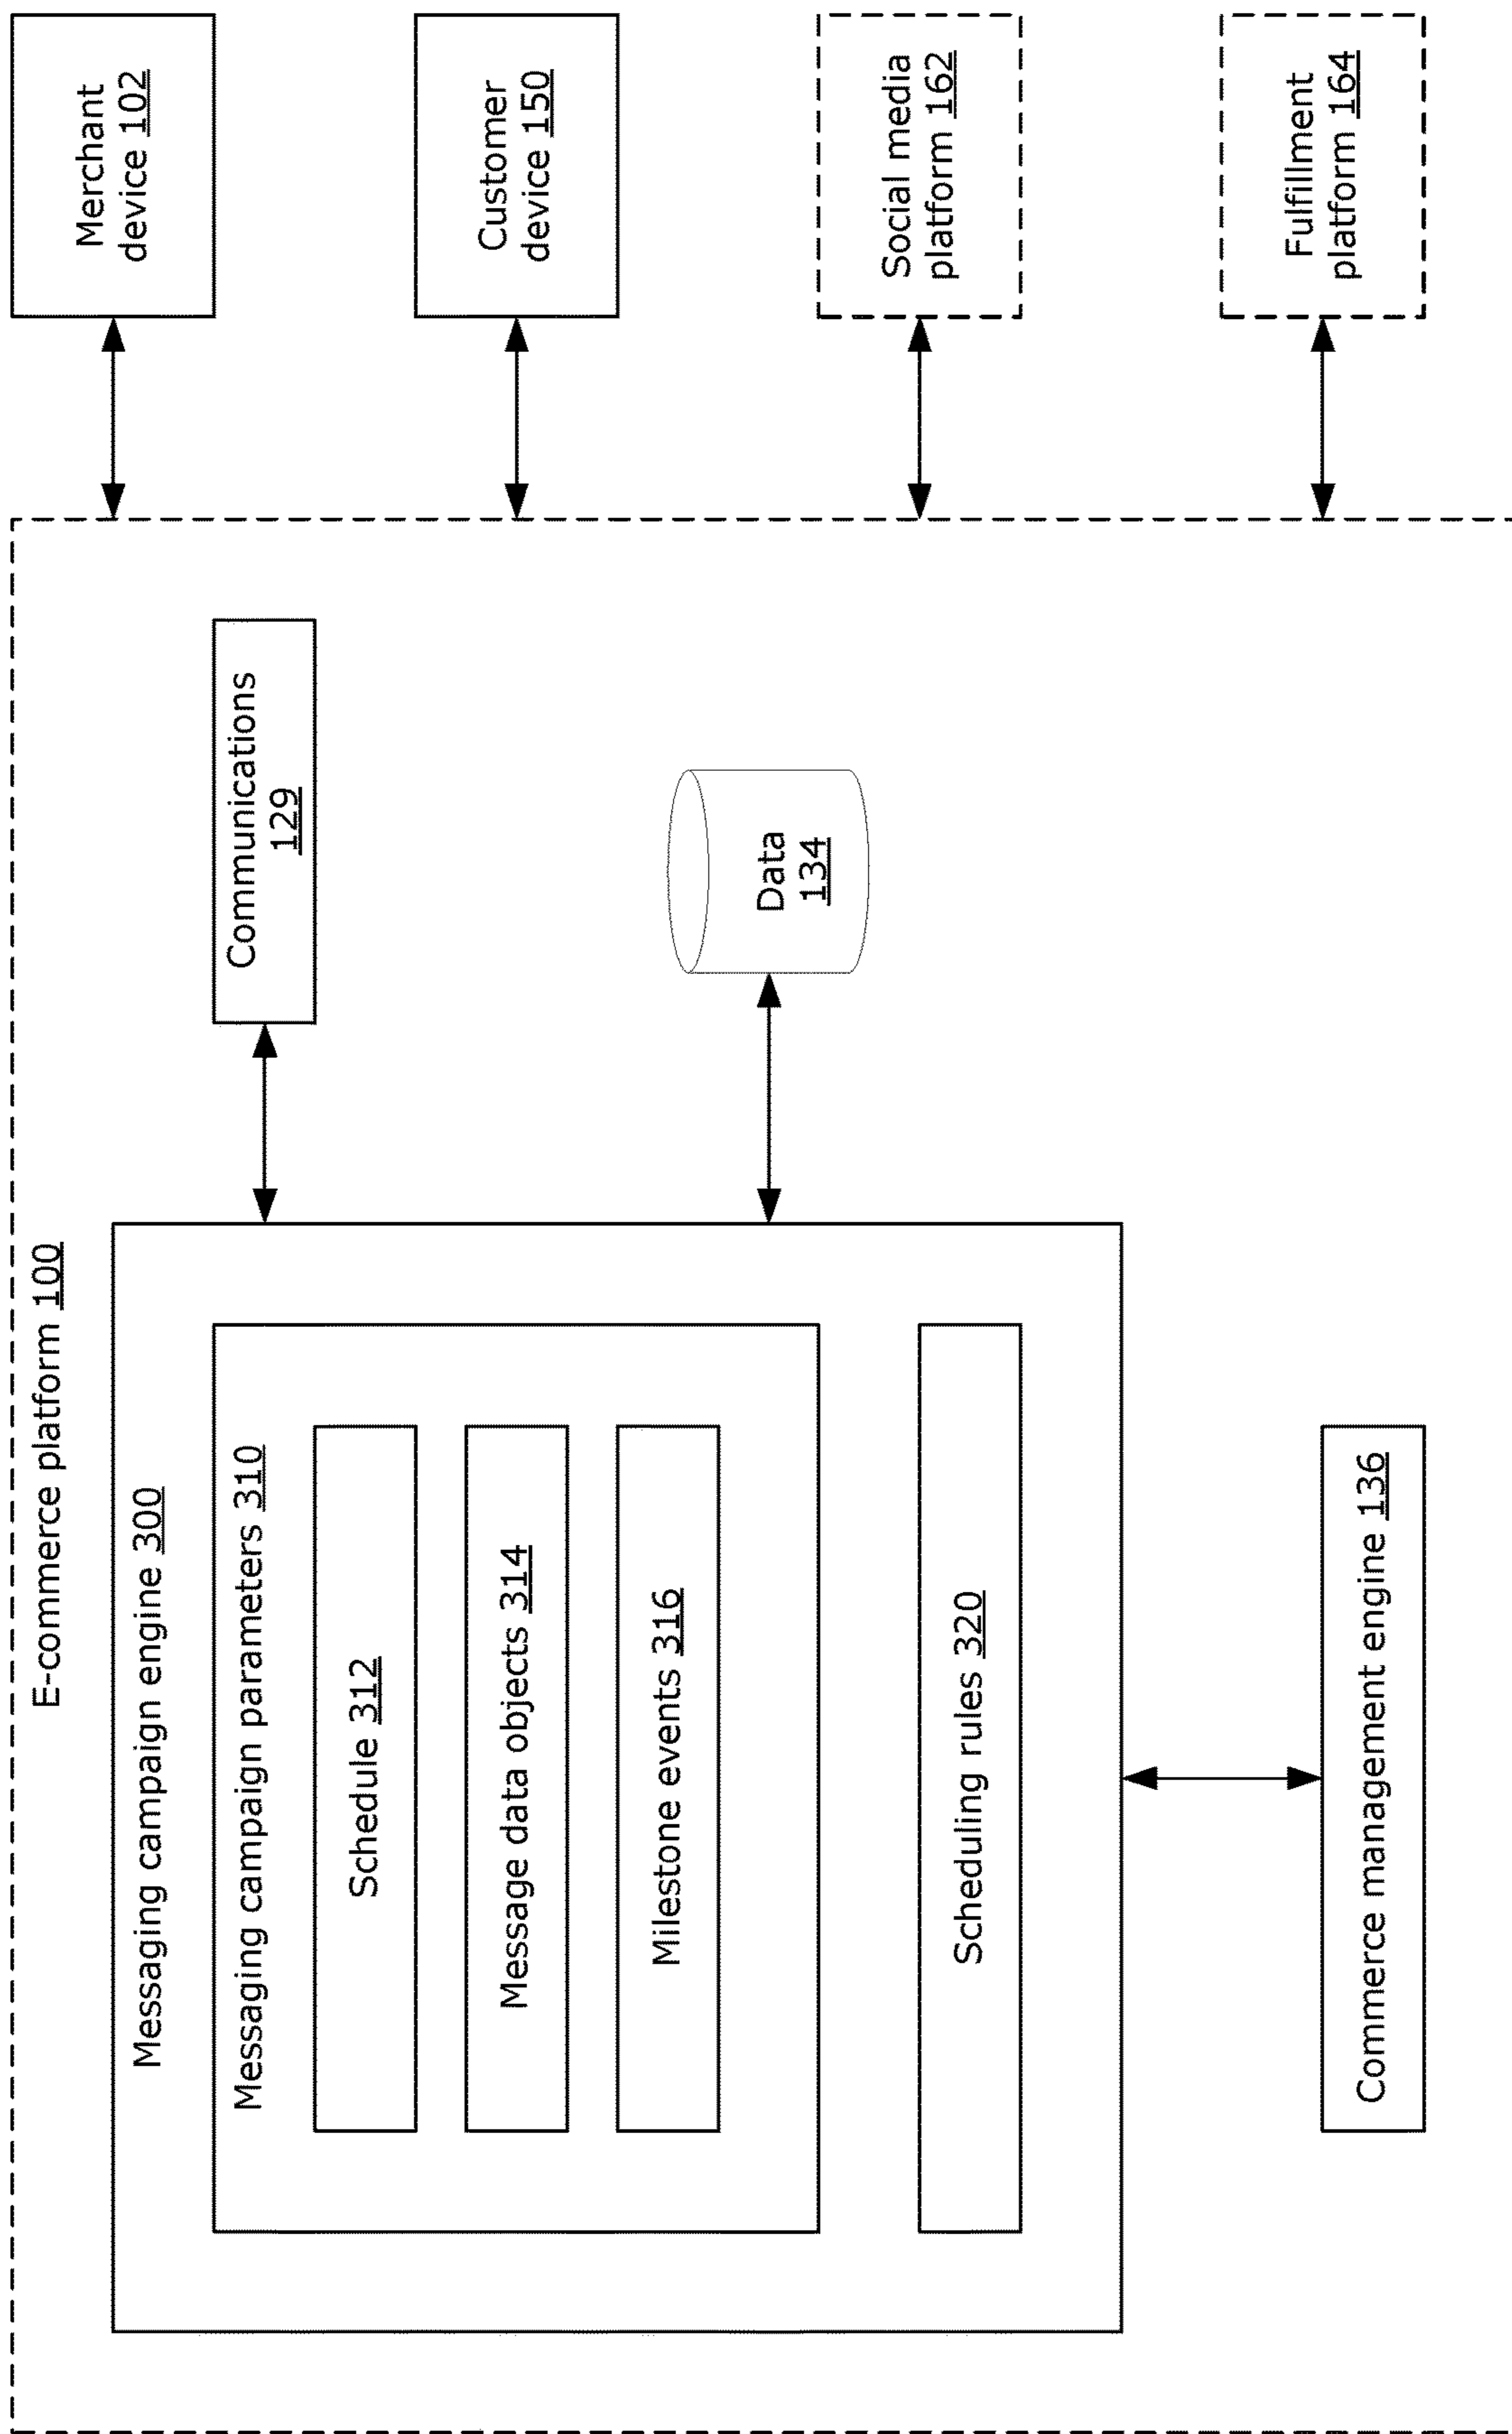 E-commerce platform 100
Messaging campaign engine 300
Messaging campaign parameters 310
Schedule 312
Message data objects 314
Milestone events 316
Scheduling rules 320
Commerce management engine 136
Communications
129
Data
134
Merchant
device 102
Customer
device 150
Social media
platform 162
Fulfillment
platform 164